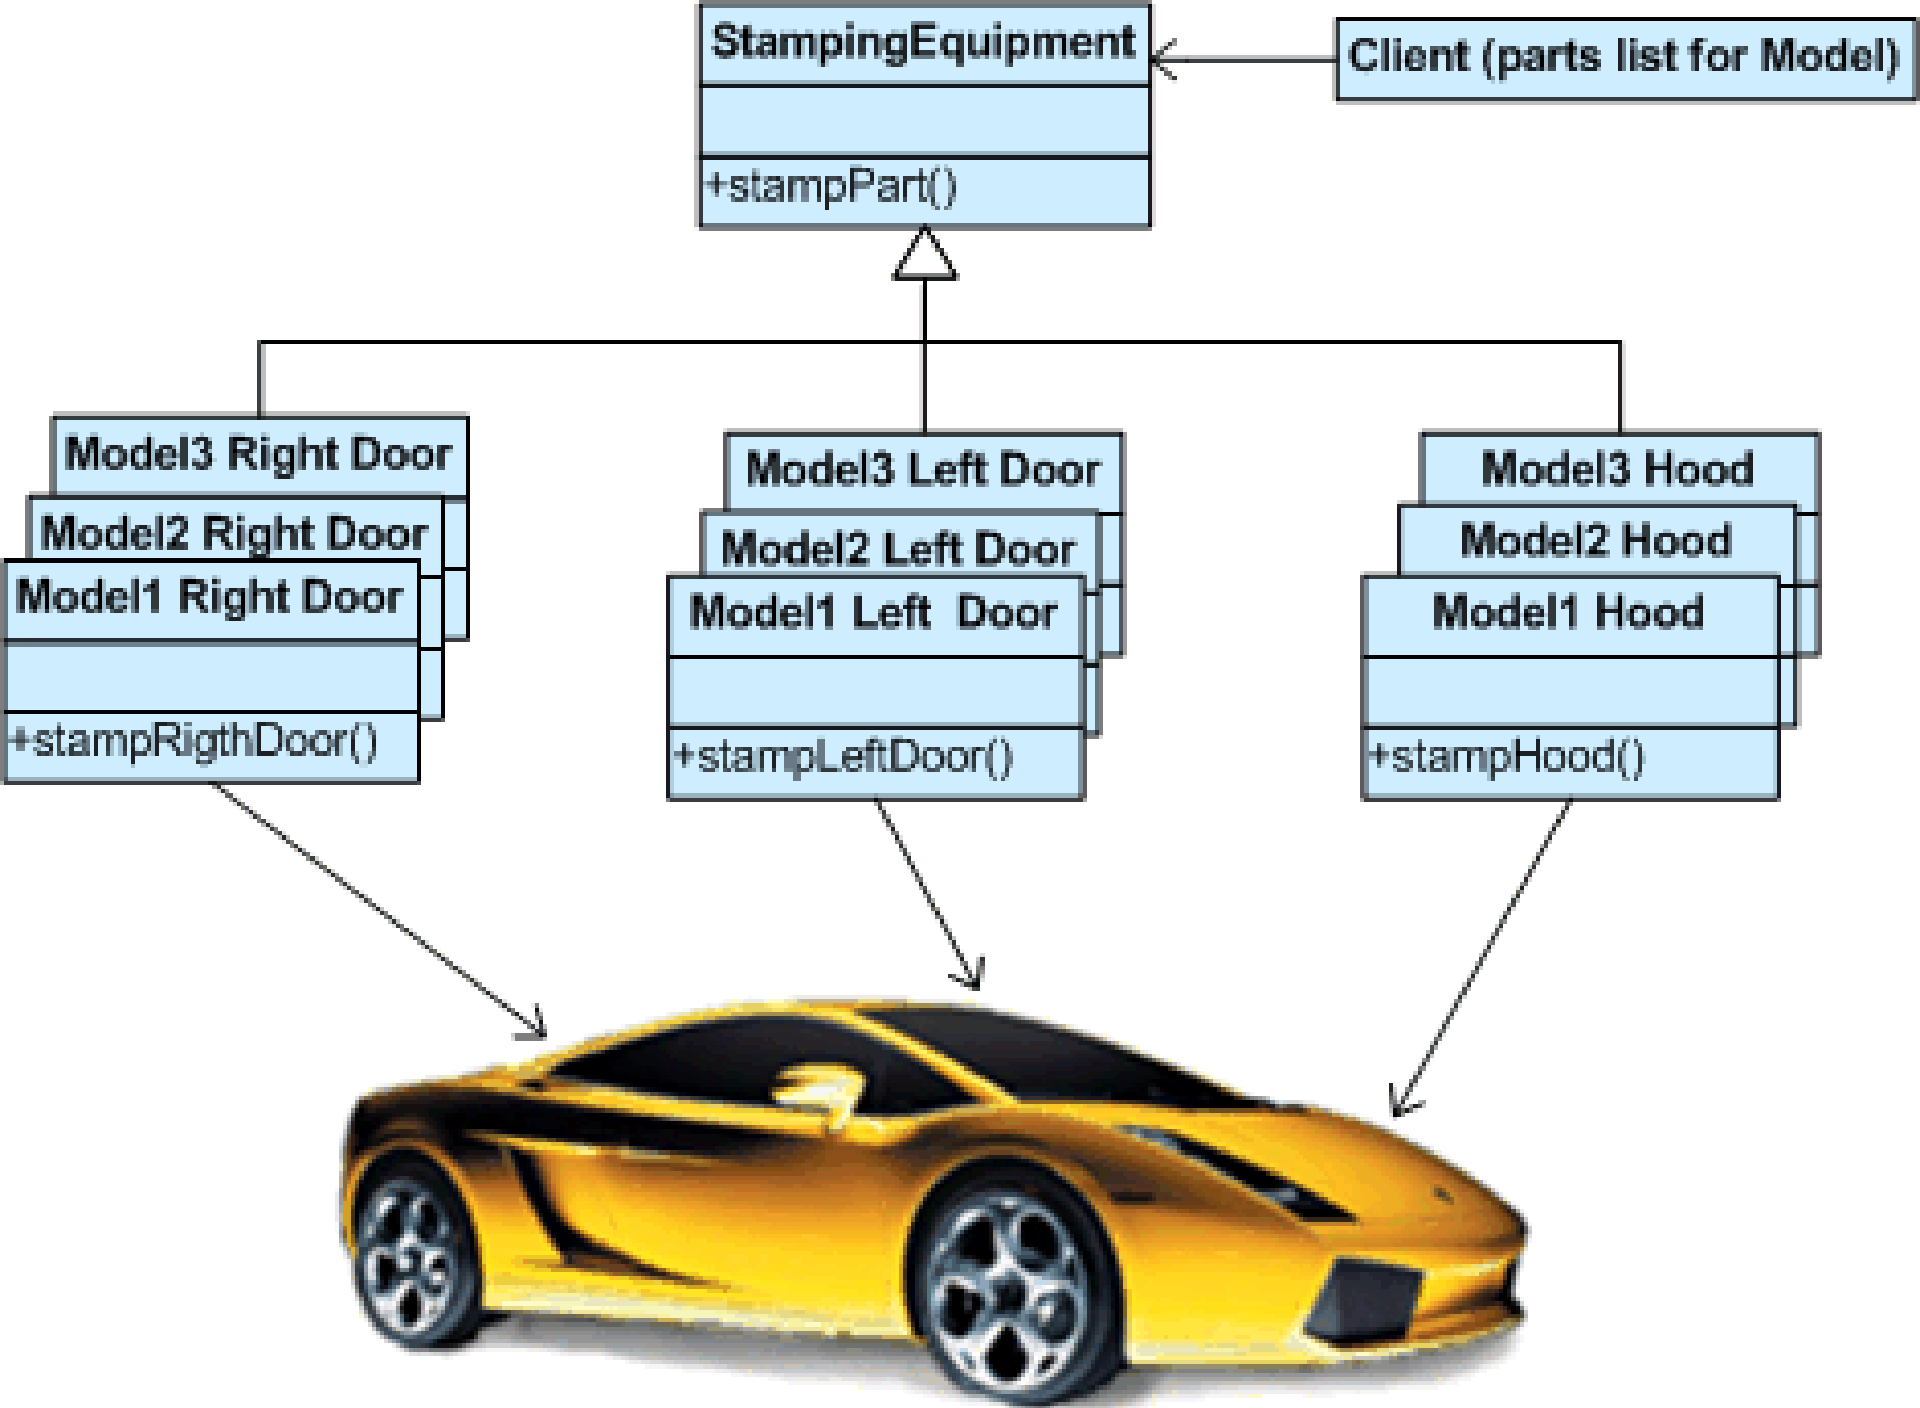 StampingEquipment
Client (parts list for Model)
+stampPart()
Model3 Right Door
Model2 Right Door
Model1 Right Door
+stampRigthDoor()
Model3 Left Door
Model2 Left Door
Model1 Left Door
+stampLeftDoor()
Model3 Hood
Model2 Hood
Model1 Hood
+stampHood()